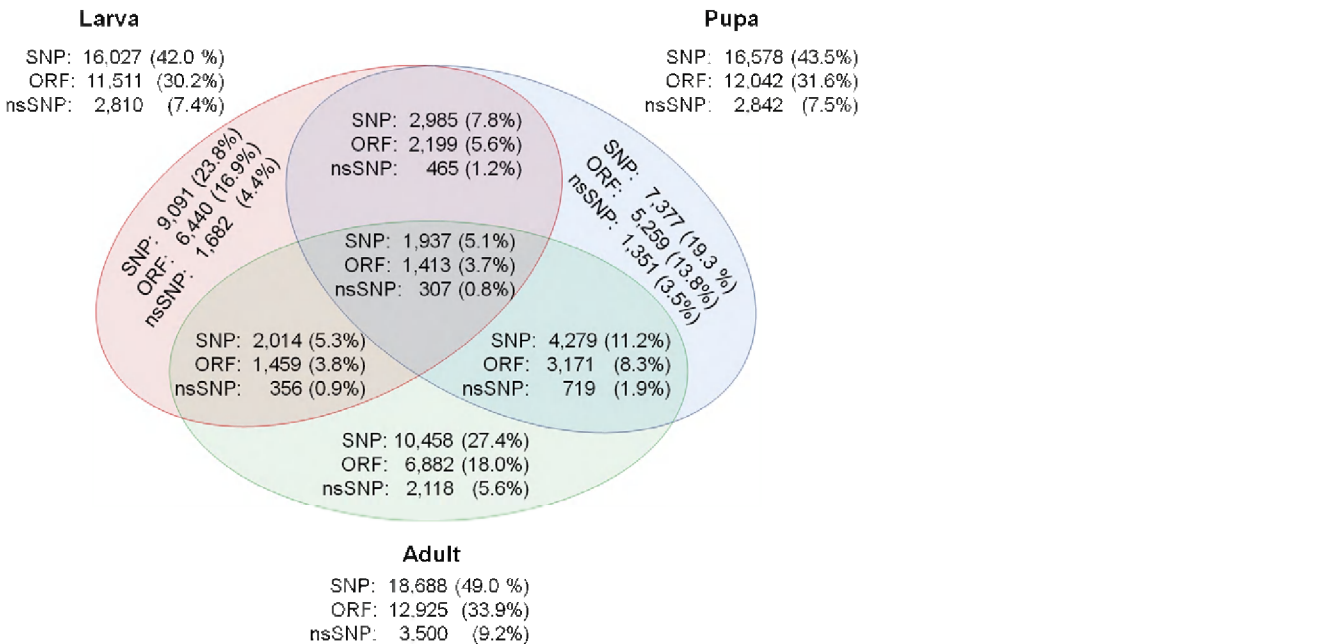 Larva
SNP: 16,027 (42.0 %)
ORF: 11,511 (30.2%)
nsSNP: 2,810 (7.4%)
Pupa
SNP: 16,578 (43.5%)
ORF: 12,042 (31.6%)
nsSNP: 2,842 (7.5%)
SNP: 2,985 (7.8%)
ORF: 2,199 (5.6%)
nsSNP: 465 (1.2%)
SNP: 9,091 (23.8%)
ORF: 6,440 (16.9%)
nsSNP: 1,682 (4.4%)
SNP: 7,377 (19.3 %)
ORF: 5,259 (13.8%)
nsSNP: 1,351 (3.5%)
SNP: 1,937 (5.1%)
ORF: 1,413 (3.7%)
nsSNP: 307 (0.8%)
SNP: 2,014 (5.3%)
ORF: 1,459 (3.8%)
nsSNP: 356 (0.9%)
SNP: 4,279 (11.2%)
ORF: 3,171 (8.3%)
nsSNP: 719 (1.9%)
SNP: 10,458 (27.4%)
ORF: 6,882 (18.0%)
nsSNP: 2,118 (5.6%)
Adult
SNP: 18,688 (49.0 %)
ORF: 12,925 (33.9%)
nsSNP: 3,500 (9.2%)